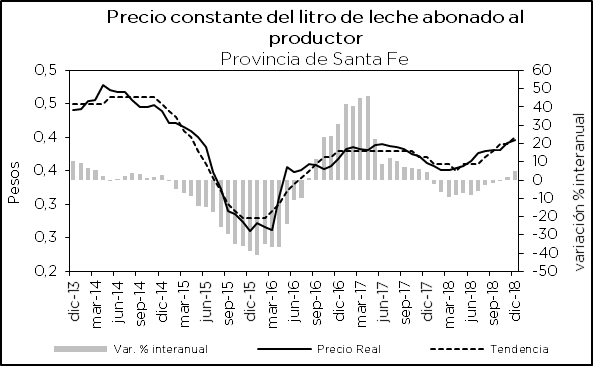 Precio constante del litro de leche abonado al
productor
Provincia de Santa Fe
Pesos
0,5
0,5
0,4
0,4
0,3
0,3
0,2
60
50
40
30
20
10
0
-10
-20
-30
-40
-50
variación % interanual
dic-13
mar-14
jun-14
sep-14
dic-14
mar-15
jun-15
sep-15
dic-15
mar-16
jun-16
sep-16
dic-16
mar-17
jun-17
sep-17
dic-17
mar-18
jun-18
sep-18
dic-18
Var. % interanual
Precio Real
Tendencia